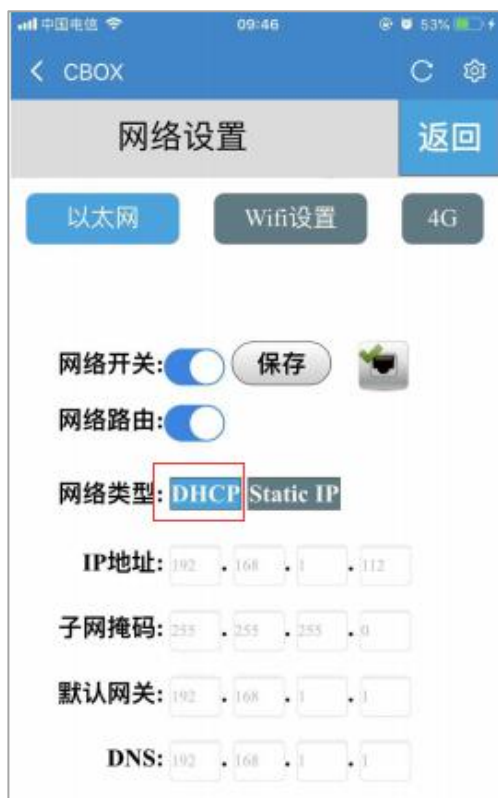 中国电信 09:46 53%
CBOX
网络设置 返回
以太网 Wifi设置 4G
网络开关: 保存
网络路由:
网络类型: DHCP Static IP
IP地址: 192 . 168 . 1 . 112
子网掩码: 255 . 255 . 255 . 0
默认网关: 192 . 168 . 1 . 1
DNS: 192 . 168 . 1 . 1